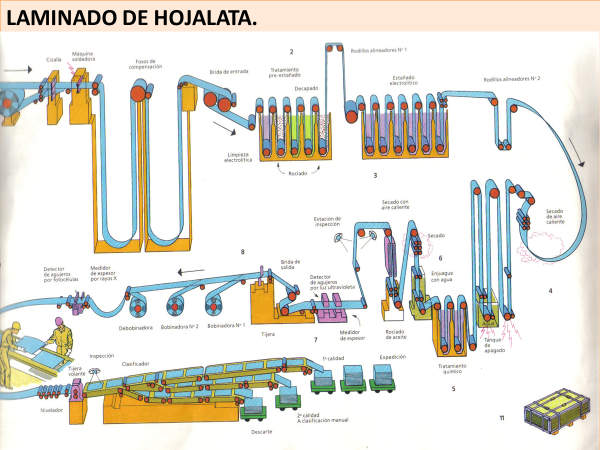 LAMINADO DE HOJALATA.
Cizalla
Máquina
soldadora
Fosos de
compensación
Brida de entrada
2
Tratamiento
pre-estañado
Decapado
Rodillos alineadores Nº 1
Estañado
electrolítico
Rodillos alineadores Nº 2
Limpieza
electrolítica
Rociado
3
Secado
de aire
caliente
4
Secado con
aire caliente
Estación de
inspección
Secado
6
Enjuague
con agua
8
Brida de
salida
Detector
de agujeros
por fotocélulas
Medidor
de espesor
por rayos X
Detector
de agujeros
por luz ultravioleta
Debobinadora
Bobinadora Nº 2
Bobinadora Nº 1
Tijera
7
Medidor
de espesor
Rociado
de aceite
Tanque
de
apagado
Tratamiento
químico
5
Inspección
Tijera
volante
Clasificador
1ª calidad
Expedición
Nivelador
2ª calidad
A clasificación manual
Descarte
11